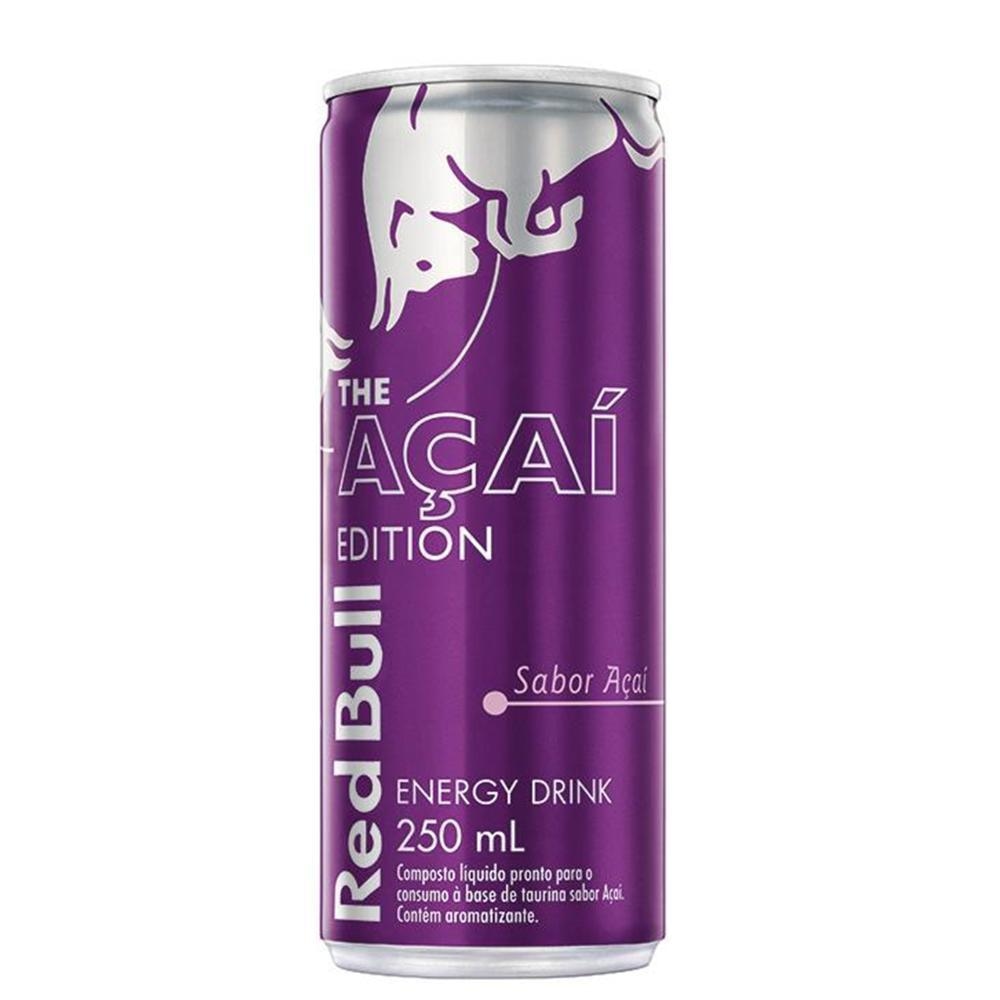 THE
AÇAÍ
EDITION
Red Bull
Sabor Açaí
ENERGY DRINK
250 mL
Composto líquido pronto para o
consumo à base de taurina sabor Açaí.
Contém aromatizante.